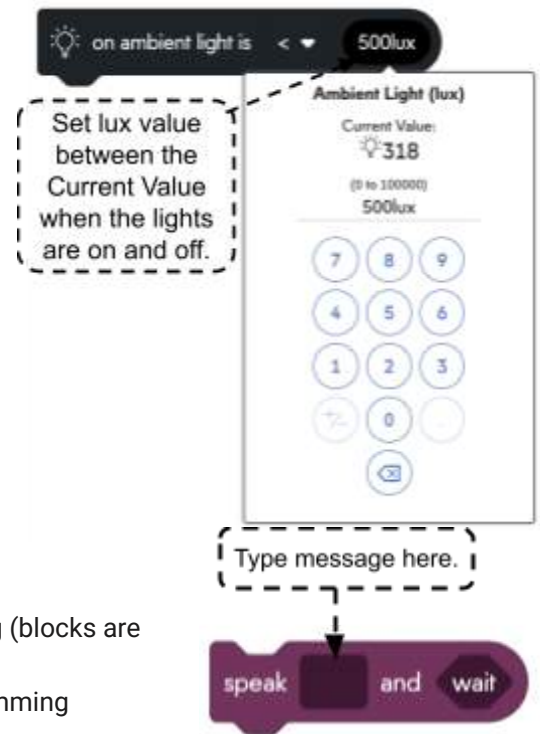 on ambient light is < 500lux
Ambient Light (lux)
Current Value:
318
(0 to 100000)
500lux
7 8 9
4 5 6
1 2 3
+/- 0 .
Set lux value
between the
Current Value
when the lights
are on and off.
Type message here.
(blocks are
speak and wait